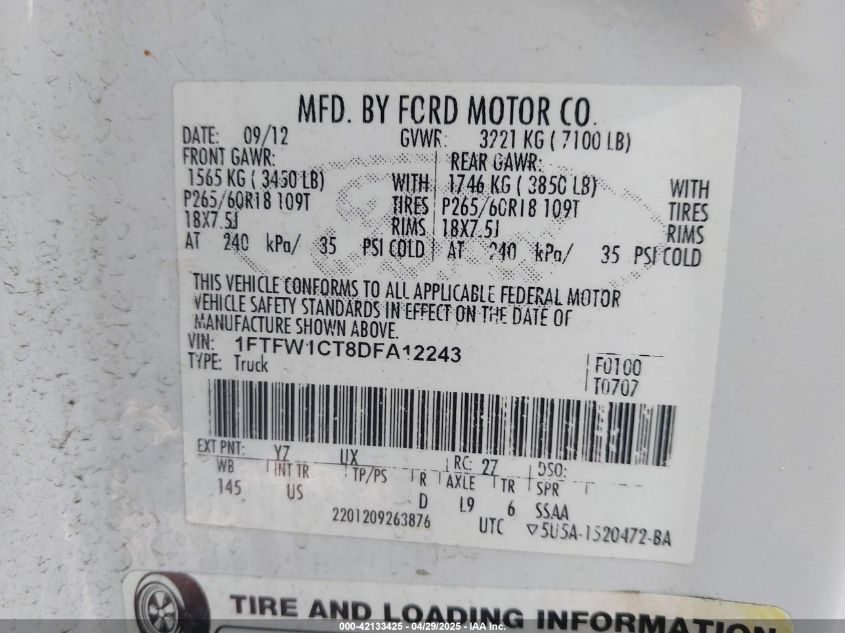 MFD. BY FORD MOTOR CO.
DATE: 09/12 GVWR: 3221 KG ( 7100 LB)
FRONT GAWR: REAR GAWR:
1565 KG ( 3450 LB) WITH 1746 KG ( 3850 LB) WITH
P265/60R18 109T TIRES P265/60R18 109T TIRES
18X7.5J RIMS 18X7.5J RIMS
AT 240 kPa/ 35 PSI COLD AT 240 kPa/ 35 PSI COLD
THIS VEHICLE CONFORMS TO ALL APPLICABLE FEDERAL MOTOR
VEHICLE SAFETY STANDARDS IN EFFECT ON THE DATE OF
MANUFACTURE SHOWN ABOVE.
VIN: 1FTFW1CT8DFA12243
TYPE: Truck F0100
T0707
EXT PNT: YZ UX RC: 27 DSO:
WB INT TR TP/PS R AXLE TR SPR
145 US D L9 6 SSAA
2201209263876 UTC ▽5U5A-1520472-BA
TIRE AND LOADING INFORMATION
000-42133425 - 04/29/2025 - IAA Inc.